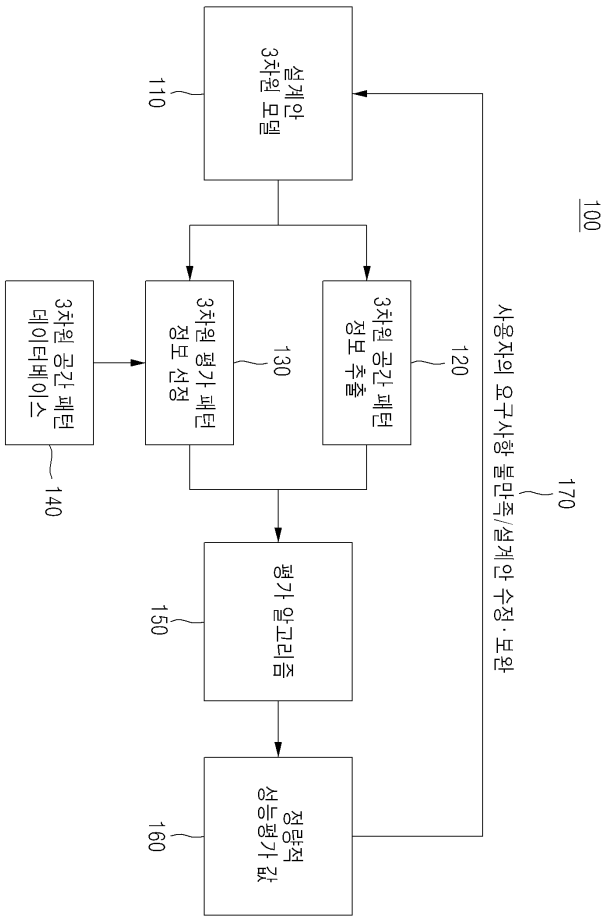 100
사용자의 요구사항 불만족/설계안 수정·보완
170
설계안
3차원 모델
110
3차원 공간 패턴
정보 추출
120
3차원 평가 패턴
정보 선정
130
3차원 공간 패턴
데이터베이스
140
평가 알고리즘
150
정량적
성능평가 값
160